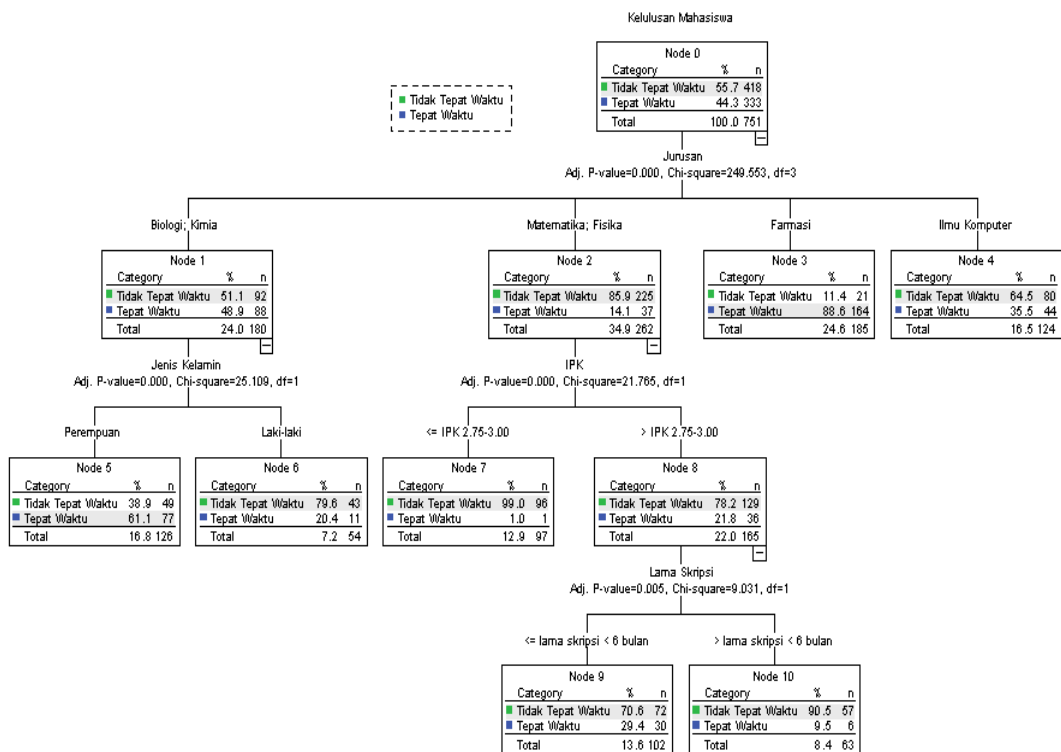 Kelulusan Mahasiswa
Node 0
Category % n
Tidak Tepat Waktu 55.7 418
Tepat Waktu 44.3 333
Total 100.0 751
Tidak Tepat Waktu
Tepat Waktu
Jurusan
Adj. P-value=0.000, Chi-square=249.553, df=3
Biologi; Kimia
Matematika; Fisika
Farmasi
Ilmu Komputer
Node 1
Category % n
Tidak Tepat Waktu 51.1 92
Tepat Waktu 48.9 88
Total 24.0 180
Node 2
Category % n
Tidak Tepat Waktu 85.9 225
Tepat Waktu 14.1 37
Total 34.9 262
Node 3
Category % n
Tidak Tepat Waktu 11.4 21
Tepat Waktu 88.6 164
Total 24.6 185
Node 4
Category % n
Tidak Tepat Waktu 64.5 80
Tepat Waktu 35.5 44
Total 16.5 124
Jenis Kelamin
Adj. P-value=0.000, Chi-square=25.109, df=1
IPK
Adj. P-value=0.000, Chi-square=21.765, df=1
Perempuan
Laki-laki
<= IPK 2.75-3.00
> IPK 2.75-3.00
Node 5
Category % n
Tidak Tepat Waktu 38.9 49
Tepat Waktu 61.1 77
Total 16.8 126
Node 6
Category % n
Tidak Tepat Waktu 79.6 43
Tepat Waktu 20.4 11
Total 7.2 54
Node 7
Category % n
Tidak Tepat Waktu 99.0 96
Tepat Waktu 1.0 1
Total 12.9 97
Node 8
Category % n
Tidak Tepat Waktu 78.2 129
Tepat Waktu 21.8 36
Total 22.0 165
Lama Skripsi
Adj. P-value=0.005, Chi-square=9.031, df=1
<= lama skripsi < 6 bulan
> lama skripsi < 6 bulan
Node 9
Category % n
Tidak Tepat Waktu 70.6 72
Tepat Waktu 29.4 30
Total 13.6 102
Node 10
Category % n
Tidak Tepat Waktu 90.5 57
Tepat Waktu 9.5 6
Total 8.4 63